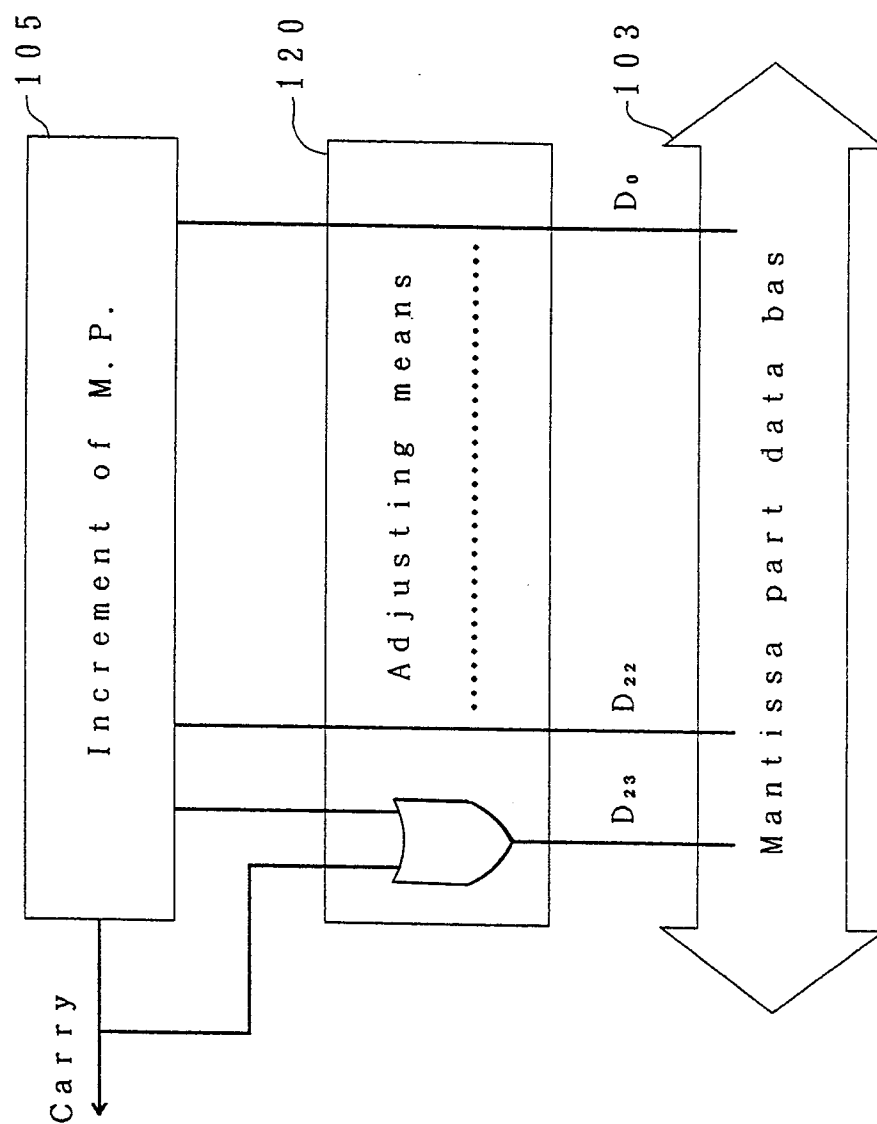 105
Increment of M.P.
Carry
120
Adjusting means
D₂₃
D₂₂
D₀
103
Mantissa part data bas